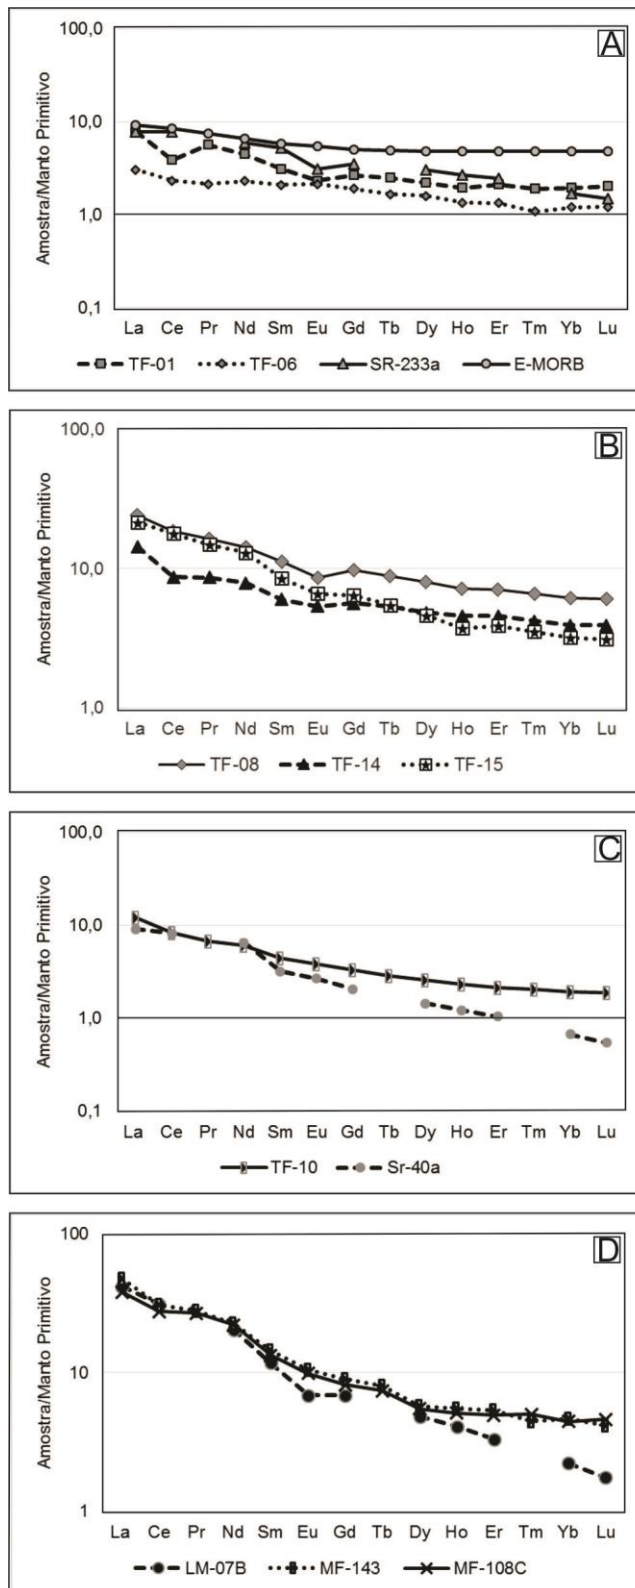 A
Amostra/Manto Primitivo
100,0
10,0
1,0
0,1
La Ce Pr Nd Sm Eu Gd Tb Dy Ho Er Tm Yb Lu
TF-01 TF-06 SR-233a E-MORB
B
Amostra/Manto Primitivo
100,0
10,0
1,0
La Ce Pr Nd Sm Eu Gd Tb Dy Ho Er Tm Yb Lu
TF-08 TF-14 TF-15
C
Amostra/Manto Primitivo
100,0
10,0
1,0
0,1
La Ce Pr Nd Sm Eu Gd Tb Dy Ho Er Tm Yb Lu
TF-10 Sr-40a
D
Amostra/Manto Primitivo
100
10
1
La Ce Pr Nd Sm Eu Gd Tb Dy Ho Er Tm Yb Lu
LM-07B MF-143 MF-108C